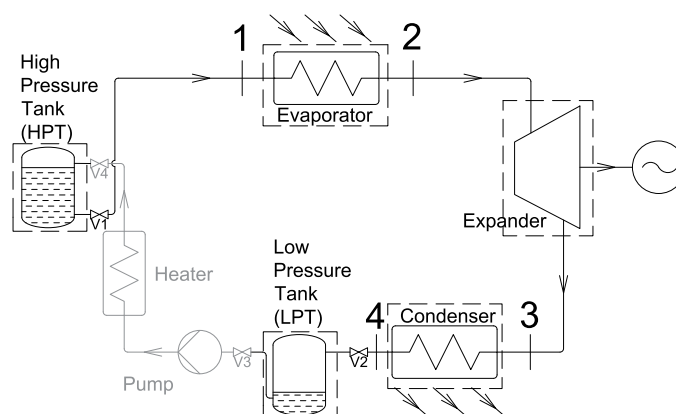 High
Pressure
Tank
(HPT)
1
2
Evaporator
V4
V1
Expander
Heater
Low
Pressure
Tank
(LPT)
4
Condenser
3
V3
V2
Pump